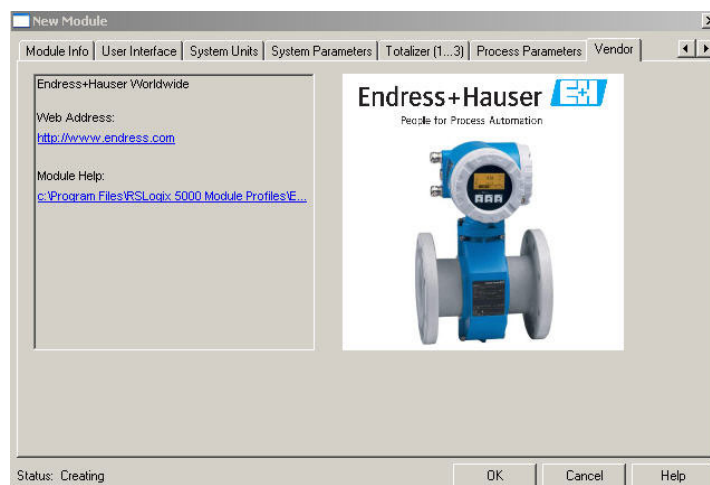 New Module
Module Info User Interface System Units System Parameters Totalizer (1...3) Process Parameters Vendor
Endress+Hauser Worldwide
Web Address:
http://www.endress.com
Module Help:
c:\Program Files\RSLogix 5000 Module Profiles\E...
Endress+Hauser EH
People for Process Automation
Status: Creating
OK Cancel Help